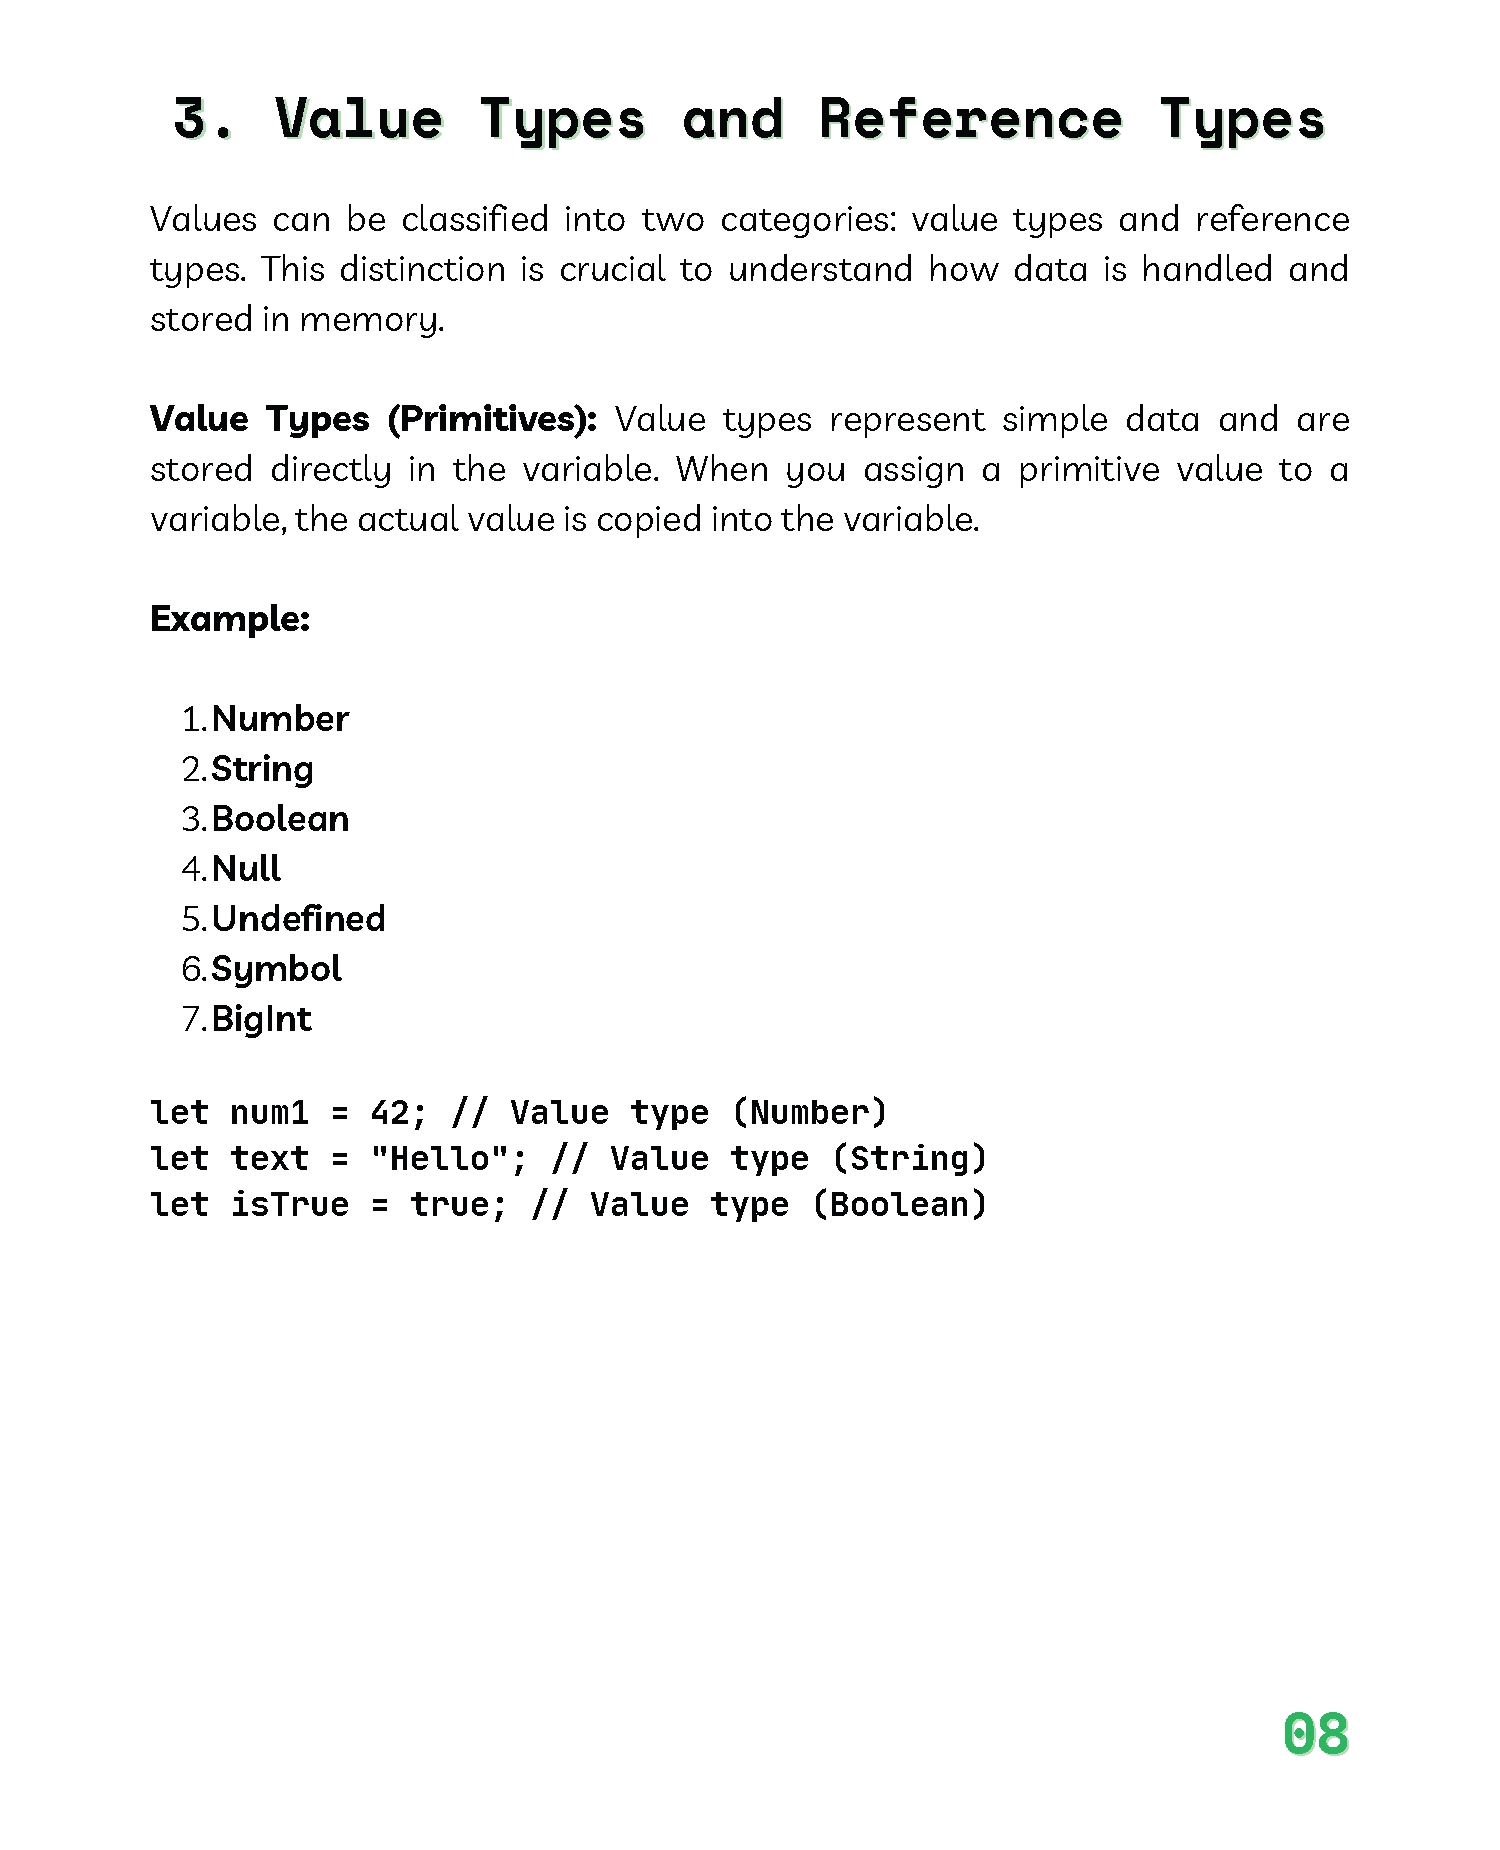 3. Value Types and Reference Types
Values can be classified into two categories: value types and reference
types. This distinction is crucial to understand how data is handled and
stored in memory.
Value Types (Primitives): Value types represent simple data and are
stored directly in the variable. When you assign a primitive value to a
variable, the actual value is copied into the variable.
Example:
1. Number
2. String
3. Boolean
4. Null
5. Undefined
6. Symbol
7. BigInt
let num1 = 42; // Value type (Number)
let text = "Hello"; // Value type (String)
let isTrue = true; // Value type (Boolean)
08